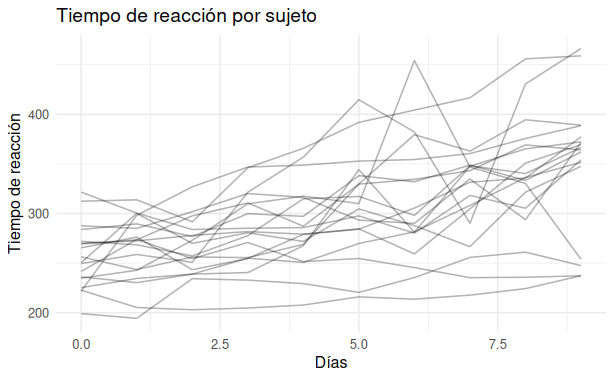 Tiempo de reacción por sujeto
Tiempo de reacción
400
300
200
0.0
2.5
5.0
7.5
Días